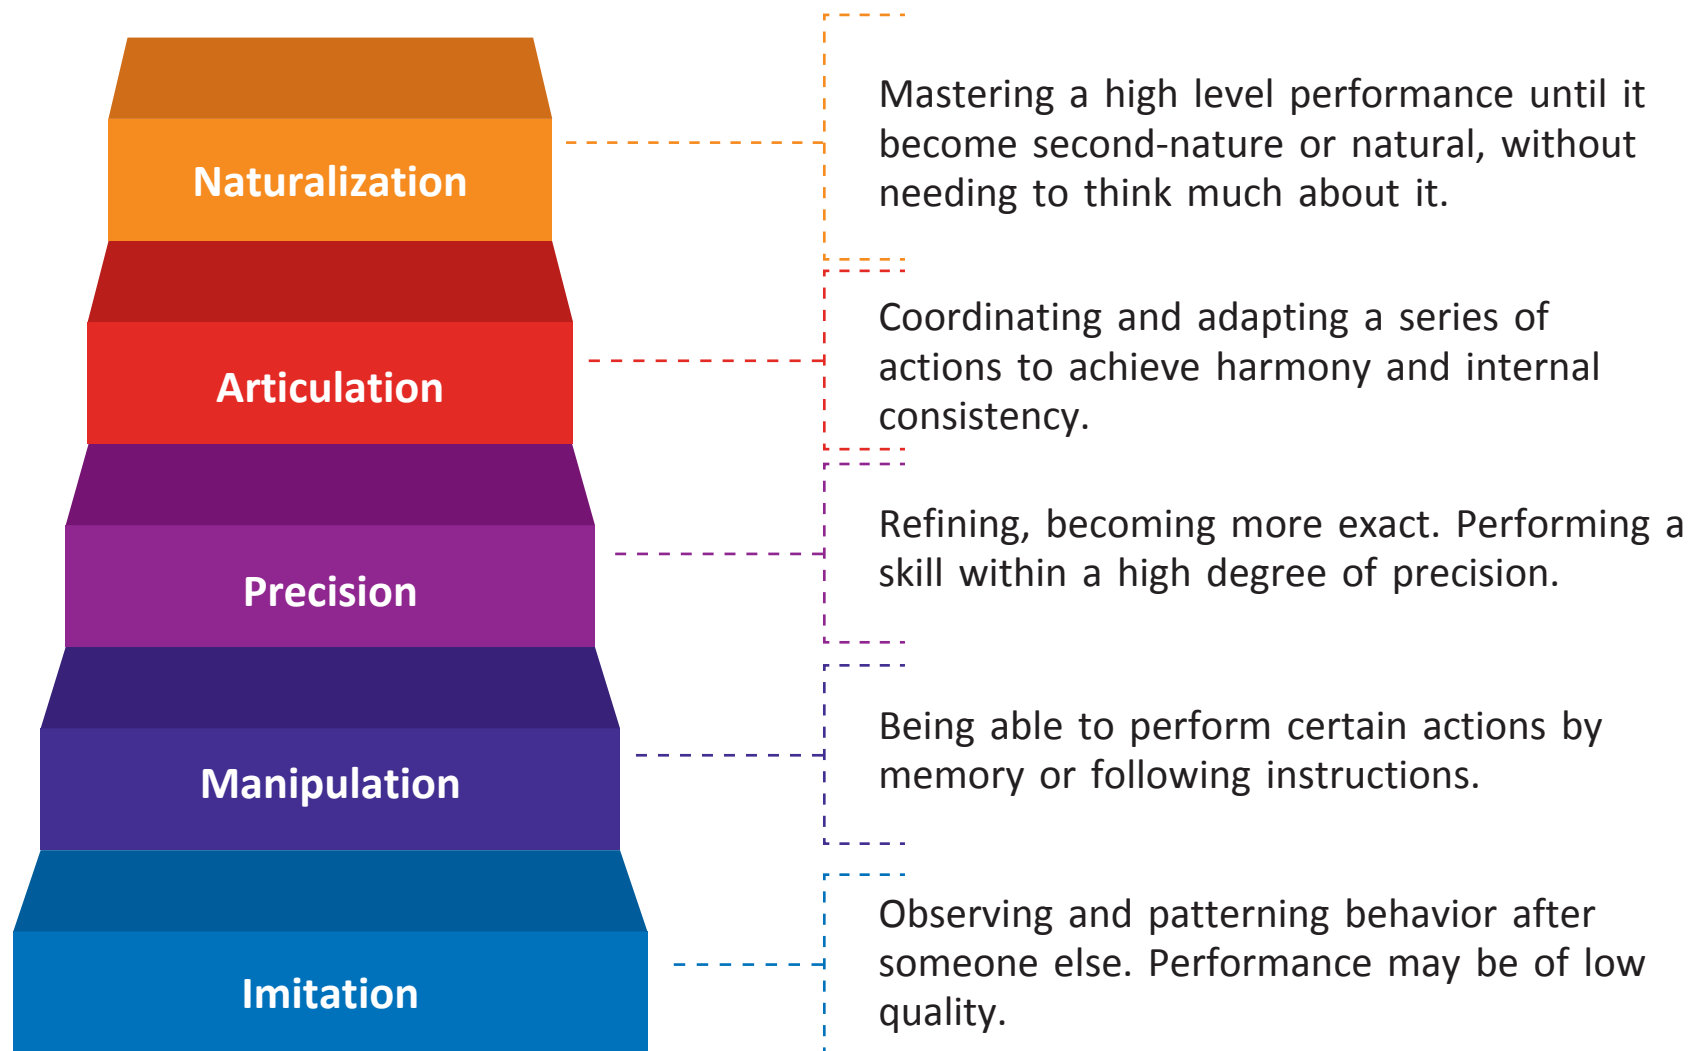 Naturalization
Mastering a high level performance until it
become second-nature or natural, without
needing to think much about it.
Articulation
Coordinating and adapting a series of
actions to achieve harmony and internal
consistency.
Precision
Refining, becoming more exact. Performing a
skill within a high degree of precision.
Manipulation
Being able to perform certain actions by
memory or following instructions.
Imitation
Observing and patterning behavior after
someone else. Performance may be of low
quality.